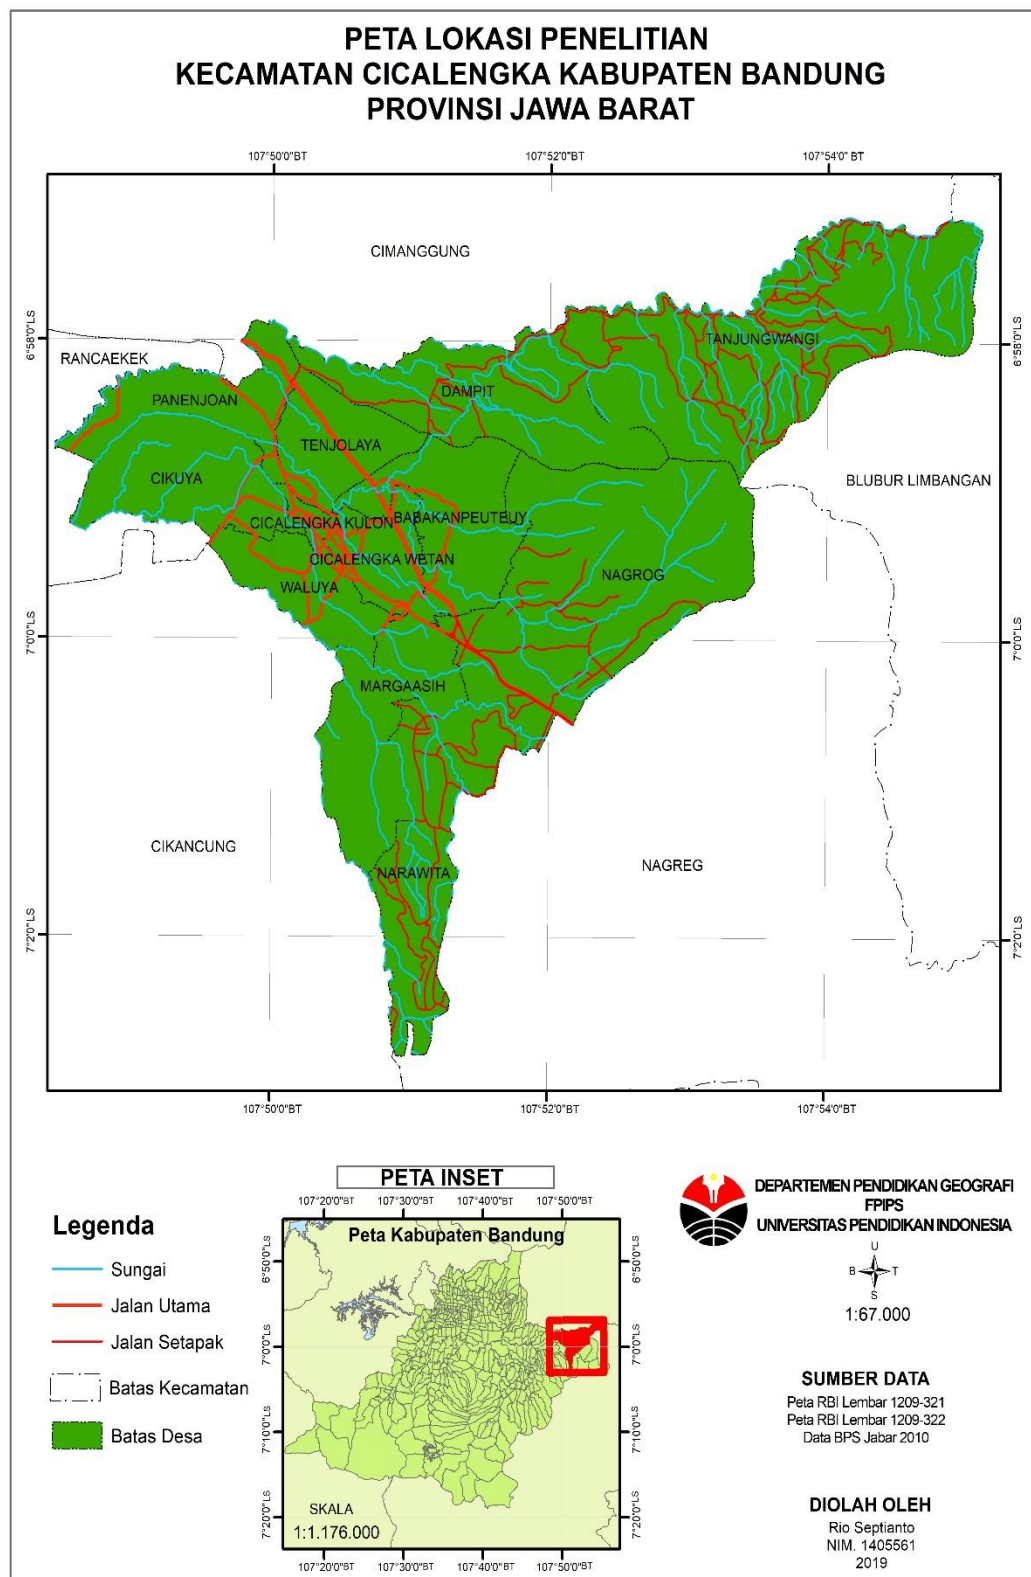 PETA LOKASI PENELITIAN
KECAMATAN CICALENGKA KABUPATEN BANDUNG
PROVINSI JAWA BARAT
107°50'0"BT
107°52'0"BT
107°54'0"BT
CIMANGGUNG
6°58'0"LS
6°58'0"LS
RANCAEKEK
TANJUNGWANGI
PANENJOAN
DAMPIT
TENJOLAYA
CIKUYA
BLUBUR LIMBANGAN
CICALENGKA KULON
BABAKANPEUTEUY
CICALENGKA WETAN
WALUYA
NAGROG
7°0'0"LS
7°0'0"LS
MARGAASIH
CIKANCUNG
NARAWITA
NAGREG
7°2'0"LS
7°2'0"LS
107°50'0"BT
107°52'0"BT
107°54'0"BT
Legenda
Sungai
Jalan Utama
Jalan Setapak
Batas Kecamatan
Batas Desa
PETA INSET
107°20'0"BT
107°30'0"BT
107°40'0"BT
107°50'0"BT
Peta Kabupaten Bandung
6°50'0"LS
6°50'0"LS
7°0'0"LS
7°0'0"LS
7°10'0"LS
7°10'0"LS
7°20'0"LS
7°20'0"LS
SKALA
1:1.176.000
107°20'0"BT
107°30'0"BT
107°40'0"BT
107°50'0"BT
DEPARTEMEN PENDIDIKAN GEOGRAFI
FPIPS
UNIVERSITAS PENDIDIKAN INDONESIA
U
B
T
S
1:67.000
SUMBER DATA
Peta RBI Lembar 1209-321
Peta RBI Lembar 1209-322
Data BPS Jabar 2010
DIOLAH OLEH
Rio Septianto
NIM. 1405561
2019